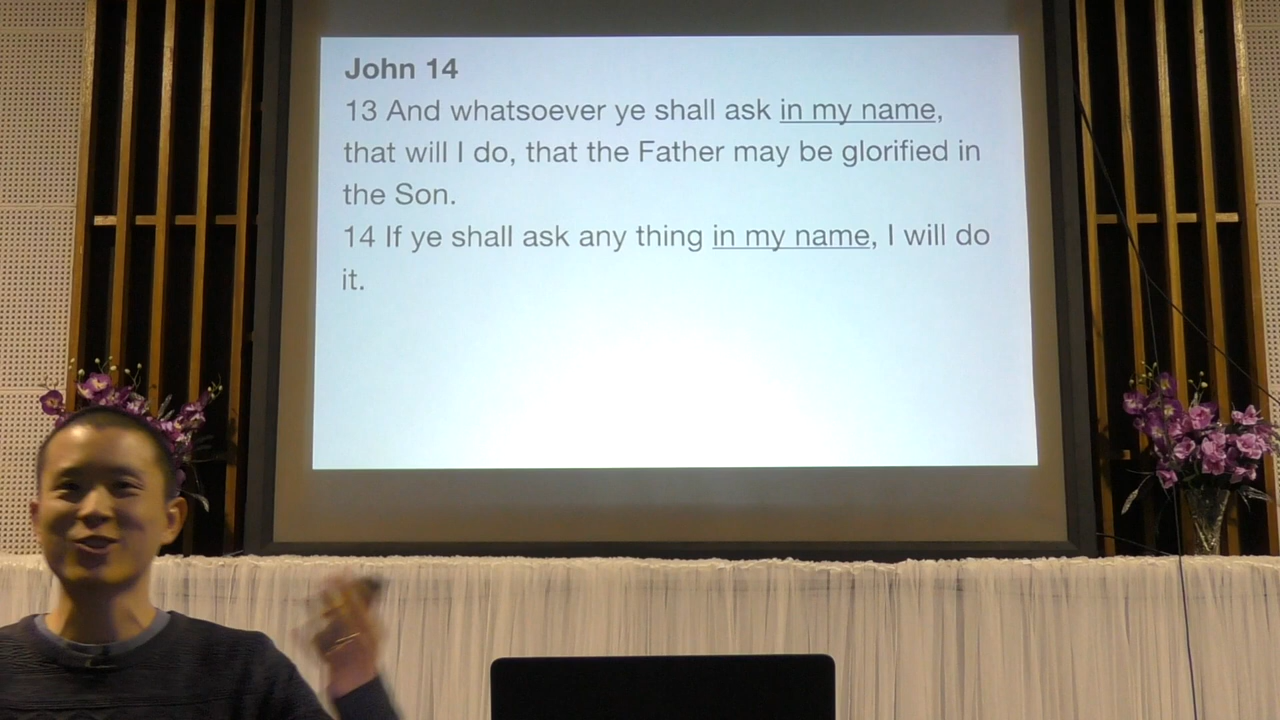 John 14
13 And whatsoever ye shall ask in my name,
that will I do, that the Father may be glorified in
the Son.
14 If ye shall ask any thing in my name, I will do
it.